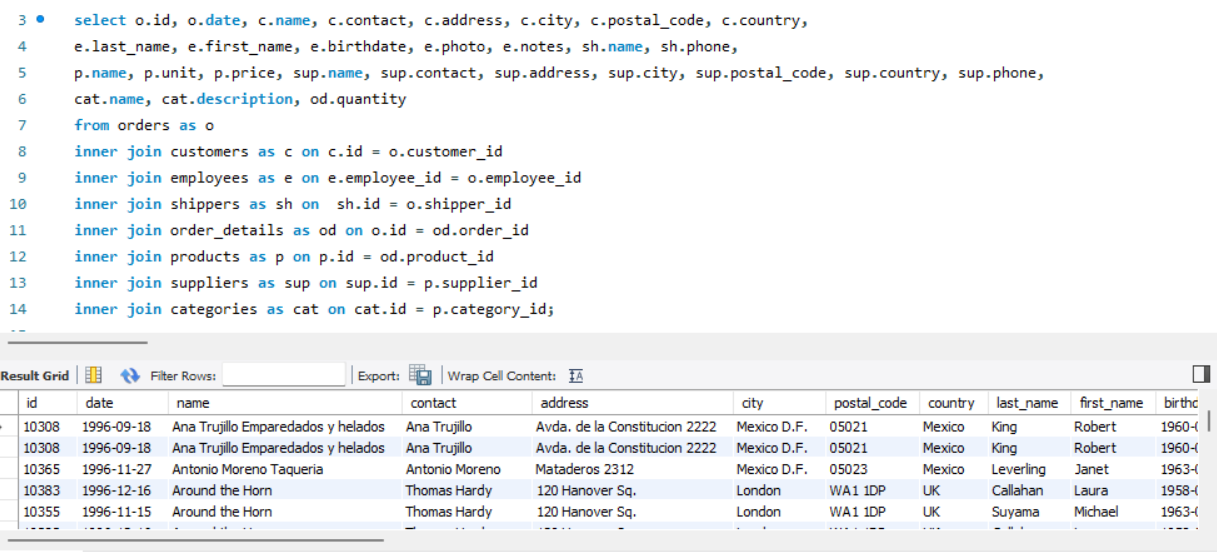 3 select o.id, o.date, c.name, c.contact, c.address, c.city, c.postal_code, c.country,
4 e.last_name, e.first_name, e.birthdate, e.photo, e.notes, sh.name, sh.phone,
5 p.name, p.unit, p.price, sup.name, sup.contact, sup.address, sup.city, sup.postal_code, sup.country, sup.phone,
6 cat.name, cat.description, od.quantity
7 from orders as o
8 inner join customers as c on c.id = o.customer_id
9 inner join employees as e on e.employee_id = o.employee_id
10 inner join shippers as sh on  sh.id = o.shipper_id
11 inner join order_details as od on o.id = od.order_id
12 inner join products as p on p.id = od.product_id
13 inner join suppliers as sup on sup.id = p.supplier_id
14 inner join categories as cat on cat.id = p.category_id;
Result Grid Filter Rows: Export: Wrap Cell Content:
id date name contact address city postal_code country last_name first_name birthd
10308 1996-09-18 Ana Trujillo Emparedados y helados Ana Trujillo Avda. de la Constitucion 2222 Mexico D.F. 05021 Mexico King Robert 1960-0
10308 1996-09-18 Ana Trujillo Emparedados y helados Ana Trujillo Avda. de la Constitucion 2222 Mexico D.F. 05021 Mexico King Robert 1960-0
10365 1996-11-27 Antonio Moreno Taqueria Antonio Moreno Mataderos 2312 Mexico D.F. 05023 Mexico Leverling Janet 1963-0
10383 1996-12-16 Around the Horn Thomas Hardy 120 Hanover Sq. London WA1 1DP UK Callahan Laura 1958-0
10355 1996-11-15 Around the Horn Thomas Hardy 120 Hanover Sq. London WA1 1DP UK Suyama Michael 1963-0